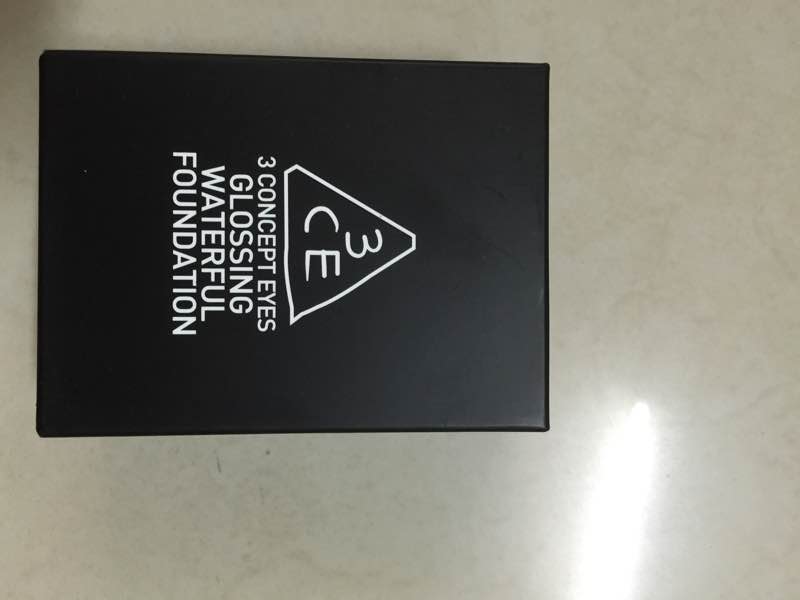 3
CE
3 CONCEPT EYES
GLOSSING
WATERFUL
FOUNDATION